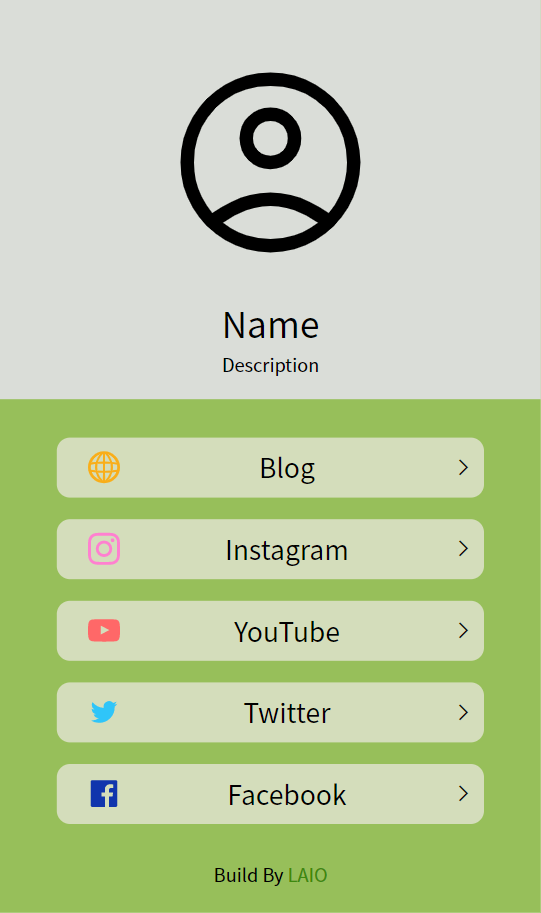 Name
Description
Blog
Instagram
YouTube
Twitter
Facebook
Build By LAIO